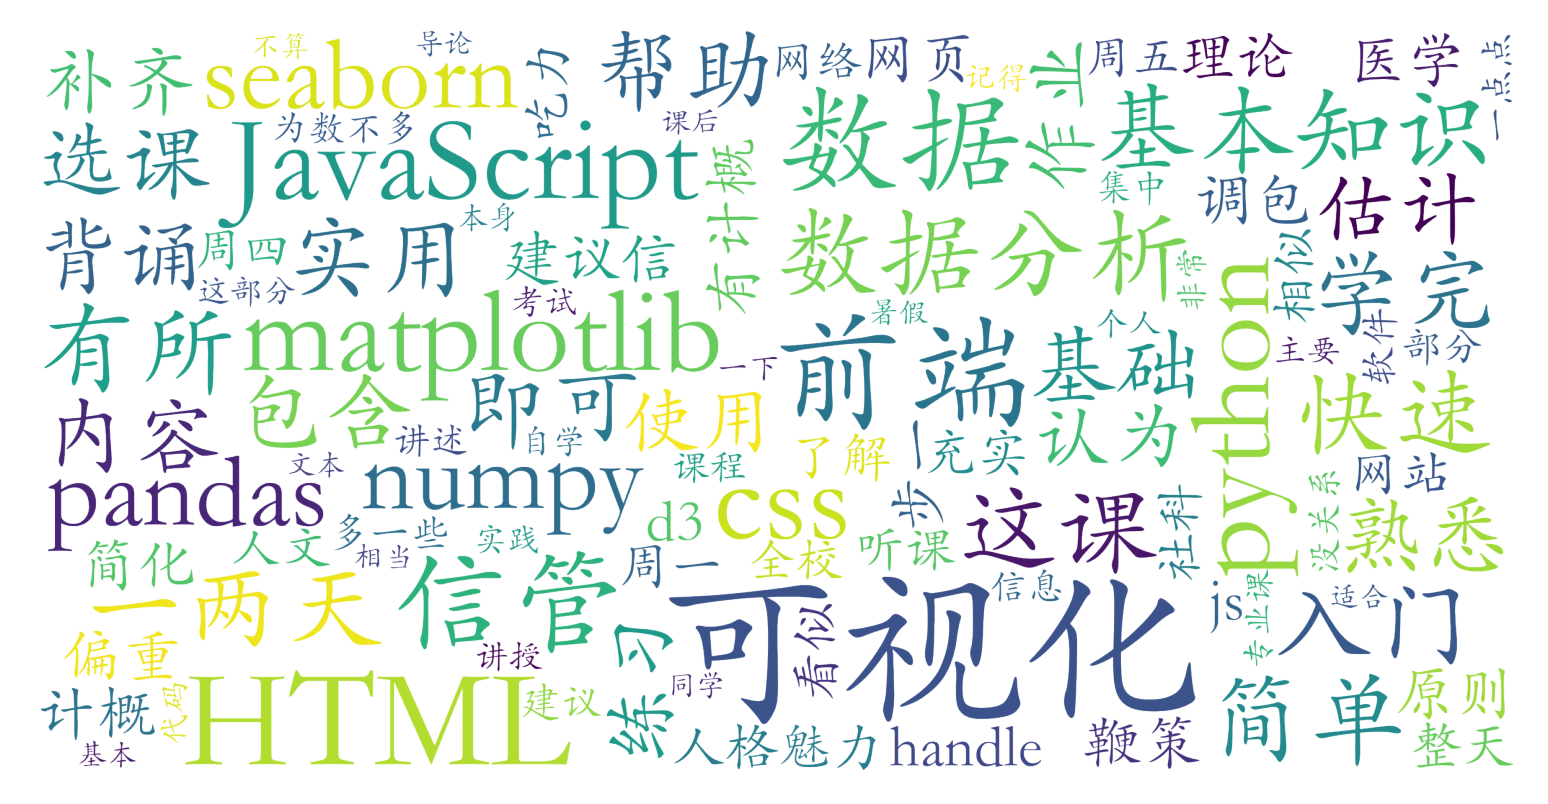 补齐
seaborn
不算
导论
吃力
帮助
网络
网页
记得
作业
周五
理论
医学
一点点
选课
JavaScript
为数不多
课后
有计概
数据
基本知识
集中
调包
估计
背诵
周四
实用
本身
建议信
这部分
数据分析
非常
python
相似
学完
有所
matplotlib
考试
一下
暑假
前端
个人
基础
主要
软件
部分
内容
包含
讲述
即可
自学
使用
了解
一步
充实
认为
快速
网站
pandas
文本
numpy
课程
d3
css
这课
社科
没关系
熟悉
简化
人文
多一些
相当
实践
周一
全校
听课
一两天
信管
可视化
信息
看似
专业课
js
入门
适合
偏重
讲授
练习
同学
计概
代码
基本
HTML
建议
人格魅力
handle
鞭策
简单
原则
整天